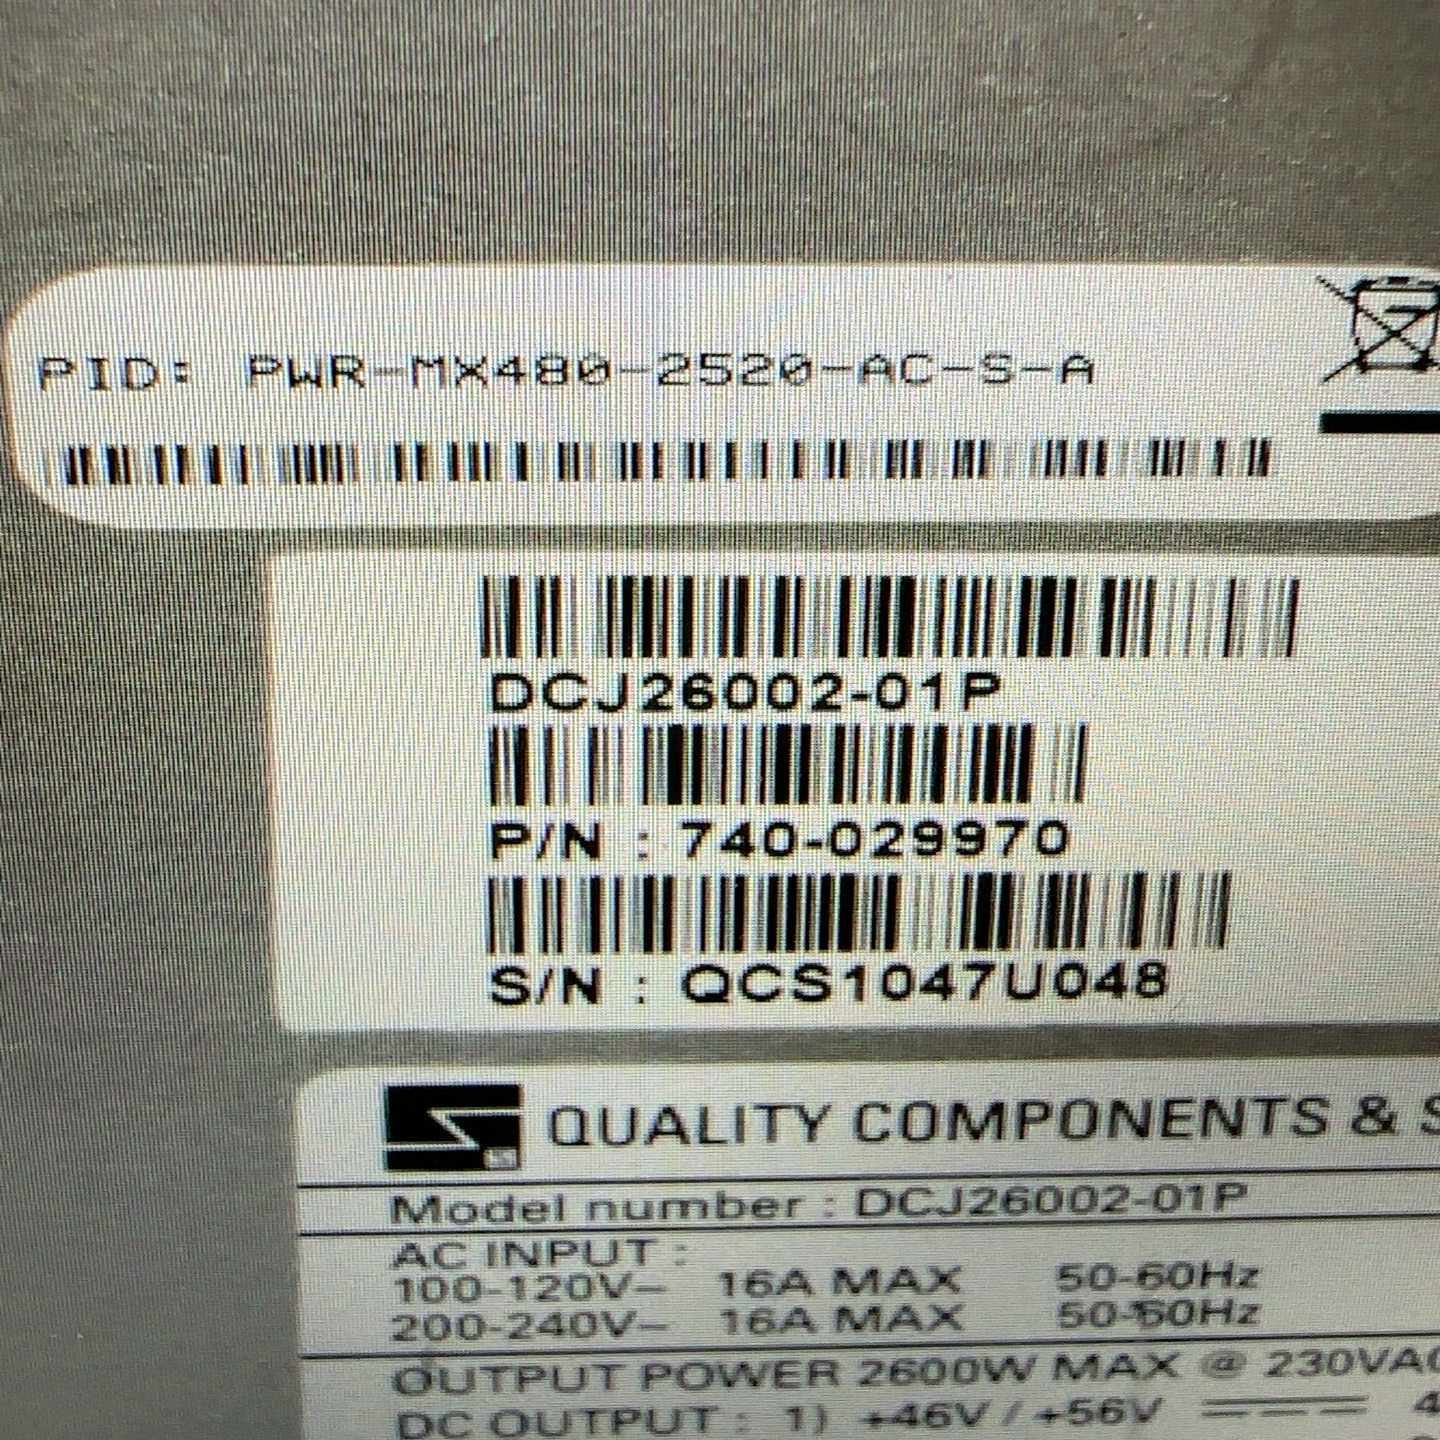 PID: PWR-MX480-2520-AC-S-A
DCJ26002-01P
P/N : 740-029970
S/N : QCS1047U048
QUALITY COMPONENTS & S
Model number : DCJ26002-01P
AC INPUT :
100-120V~ 16A MAX 50-60Hz
200-240V~ 16A MAX 50-60Hz
OUTPUT POWER 2600W MAX @ 230VAC
DC OUTPUT : 1) +46V / +56V 4